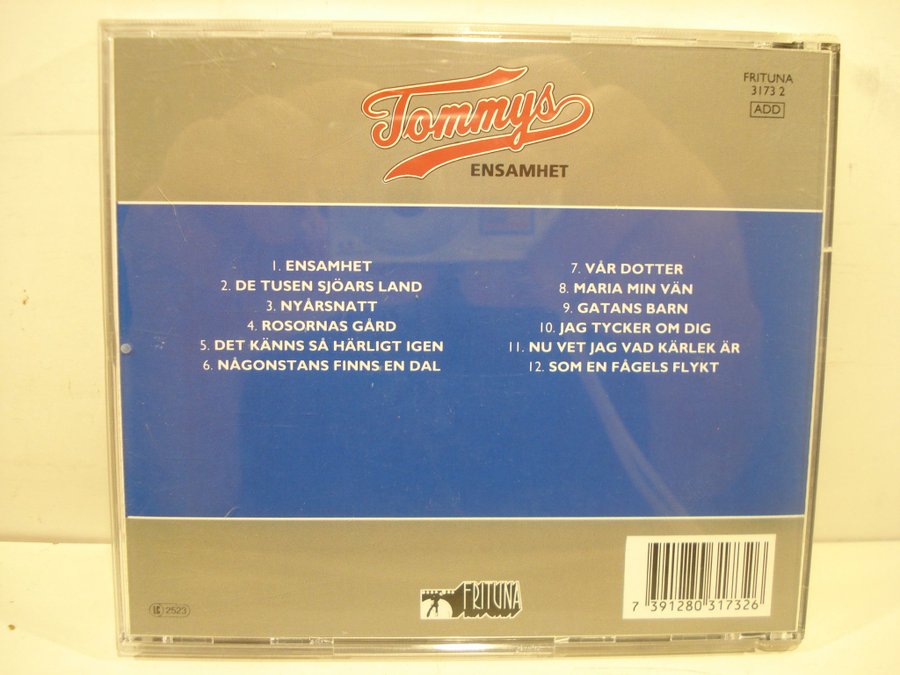 Tommys
ENSAMHET
FRITUNA
3173 2
ADD
1. ENSAMHET
2. DE TUSEN SJÖARS LAND
3. NYÅRSNATT
4. ROSORNAS GÅRD
5. DET KÄNNS SÅ HÄRLIGT IGEN
6. NÅGONSTANS FINNS EN DAL
7. VÅR DOTTER
8. MARIA MIN VÄN
9. GATANS BARN
10. JAG TYCKER OM DIG
11. NU VET JAG VAD KÄRLEK ÄR
12. SOM EN FÅGELS FLYKT
LC 2523
FRITUNA
7 391280 317326